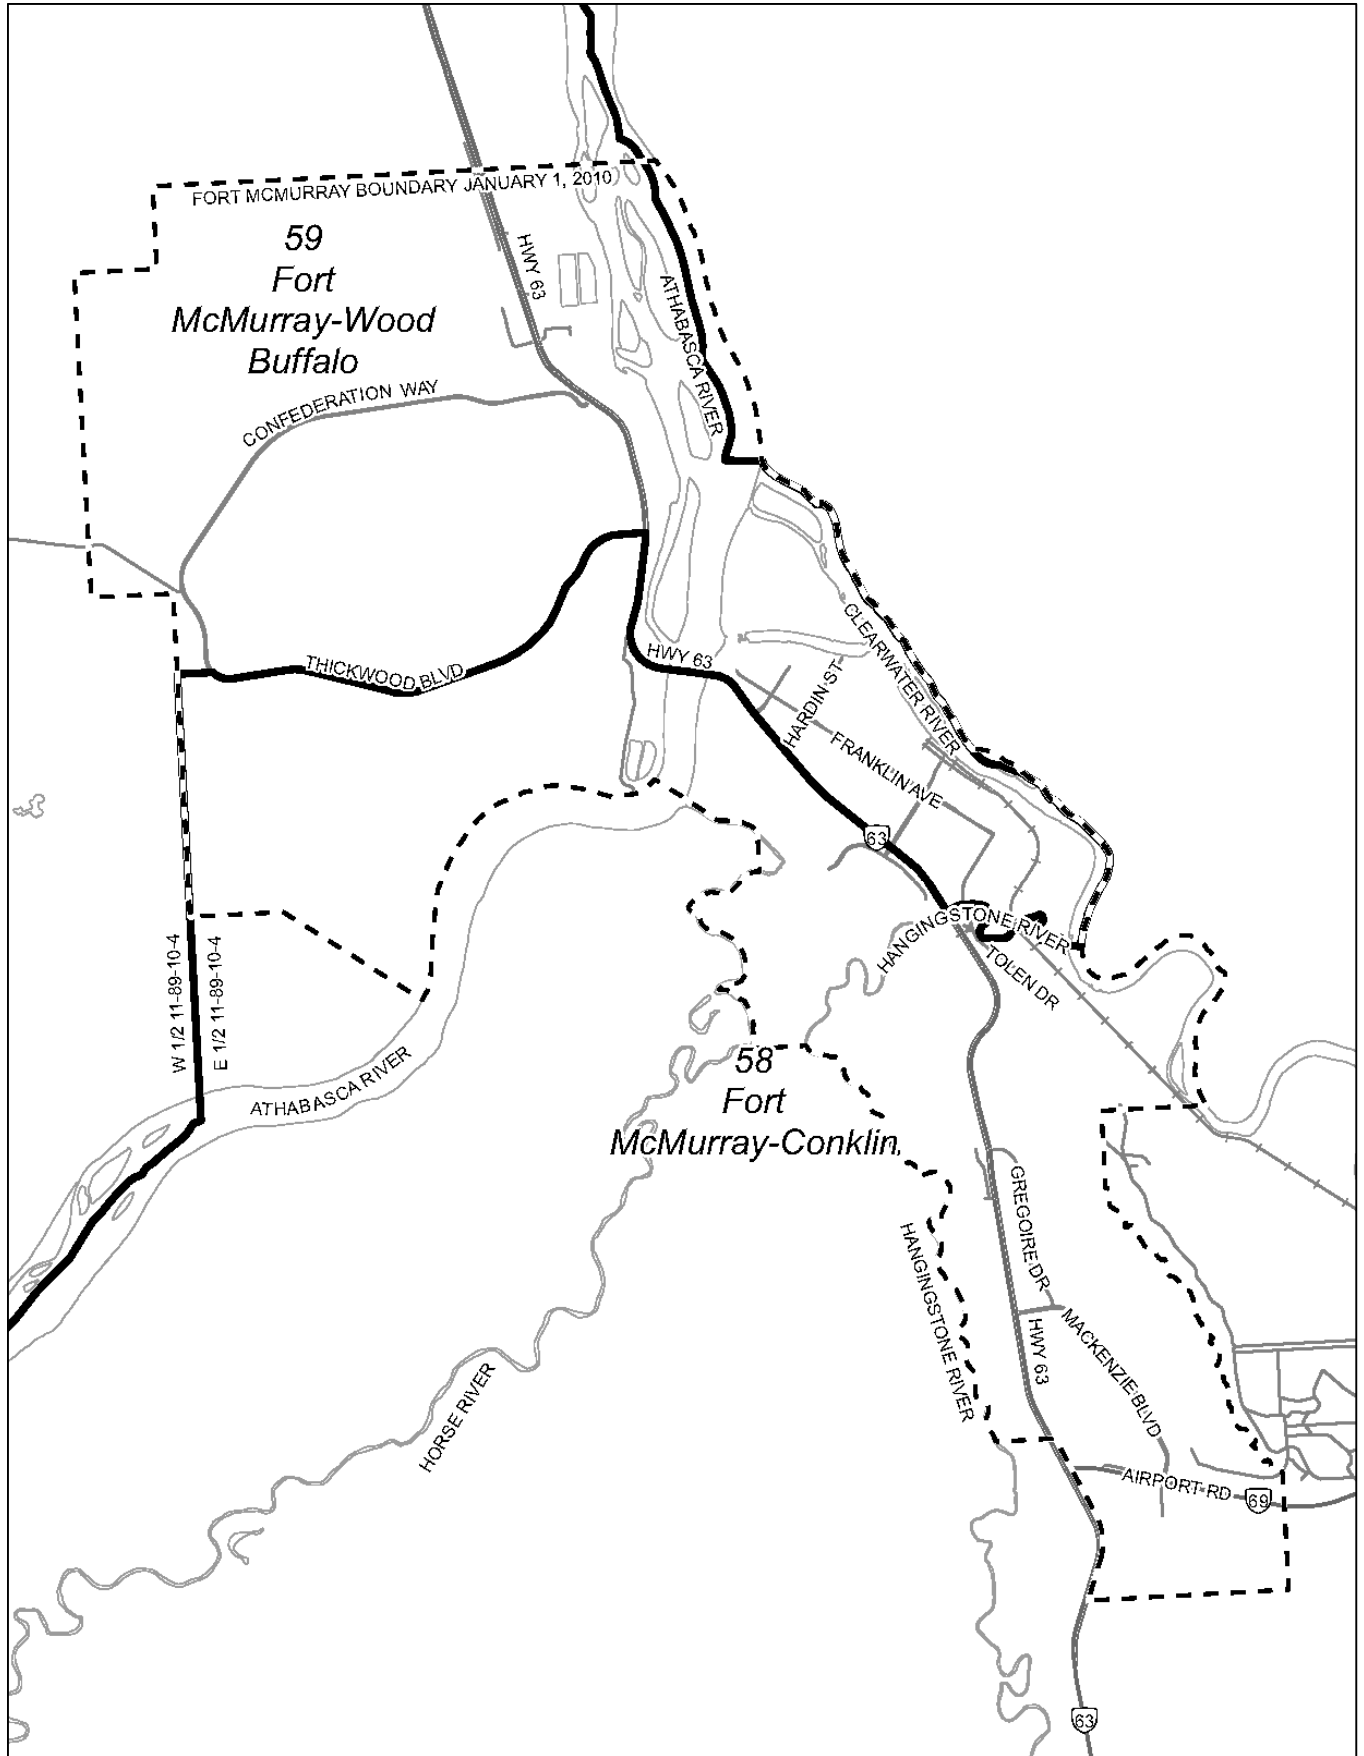 FORT MCMURRAY BOUNDARY JANUARY 1, 2010
59
Fort
McMurray-Wood
Buffalo
HWY 63
ATHABASCA RIVER
CONFEDERATION WAY
THICKWOOD BLVD
HWY 63
HARDIN ST
CLEARWATER RIVER
FRANKLIN AVE
63
HANGINGSTONE RIVER
TOLEN DR
W 1/2 11-89-10-4
E 1/2 11-89-10-4
ATHABASCA RIVER
58
Fort
McMurray-Conklin
GREGOIRE DR
HANGINGSTONE RIVER
HWY 63
MACKENZIE BLVD
HORSE RIVER
AIRPORT RD
69
63